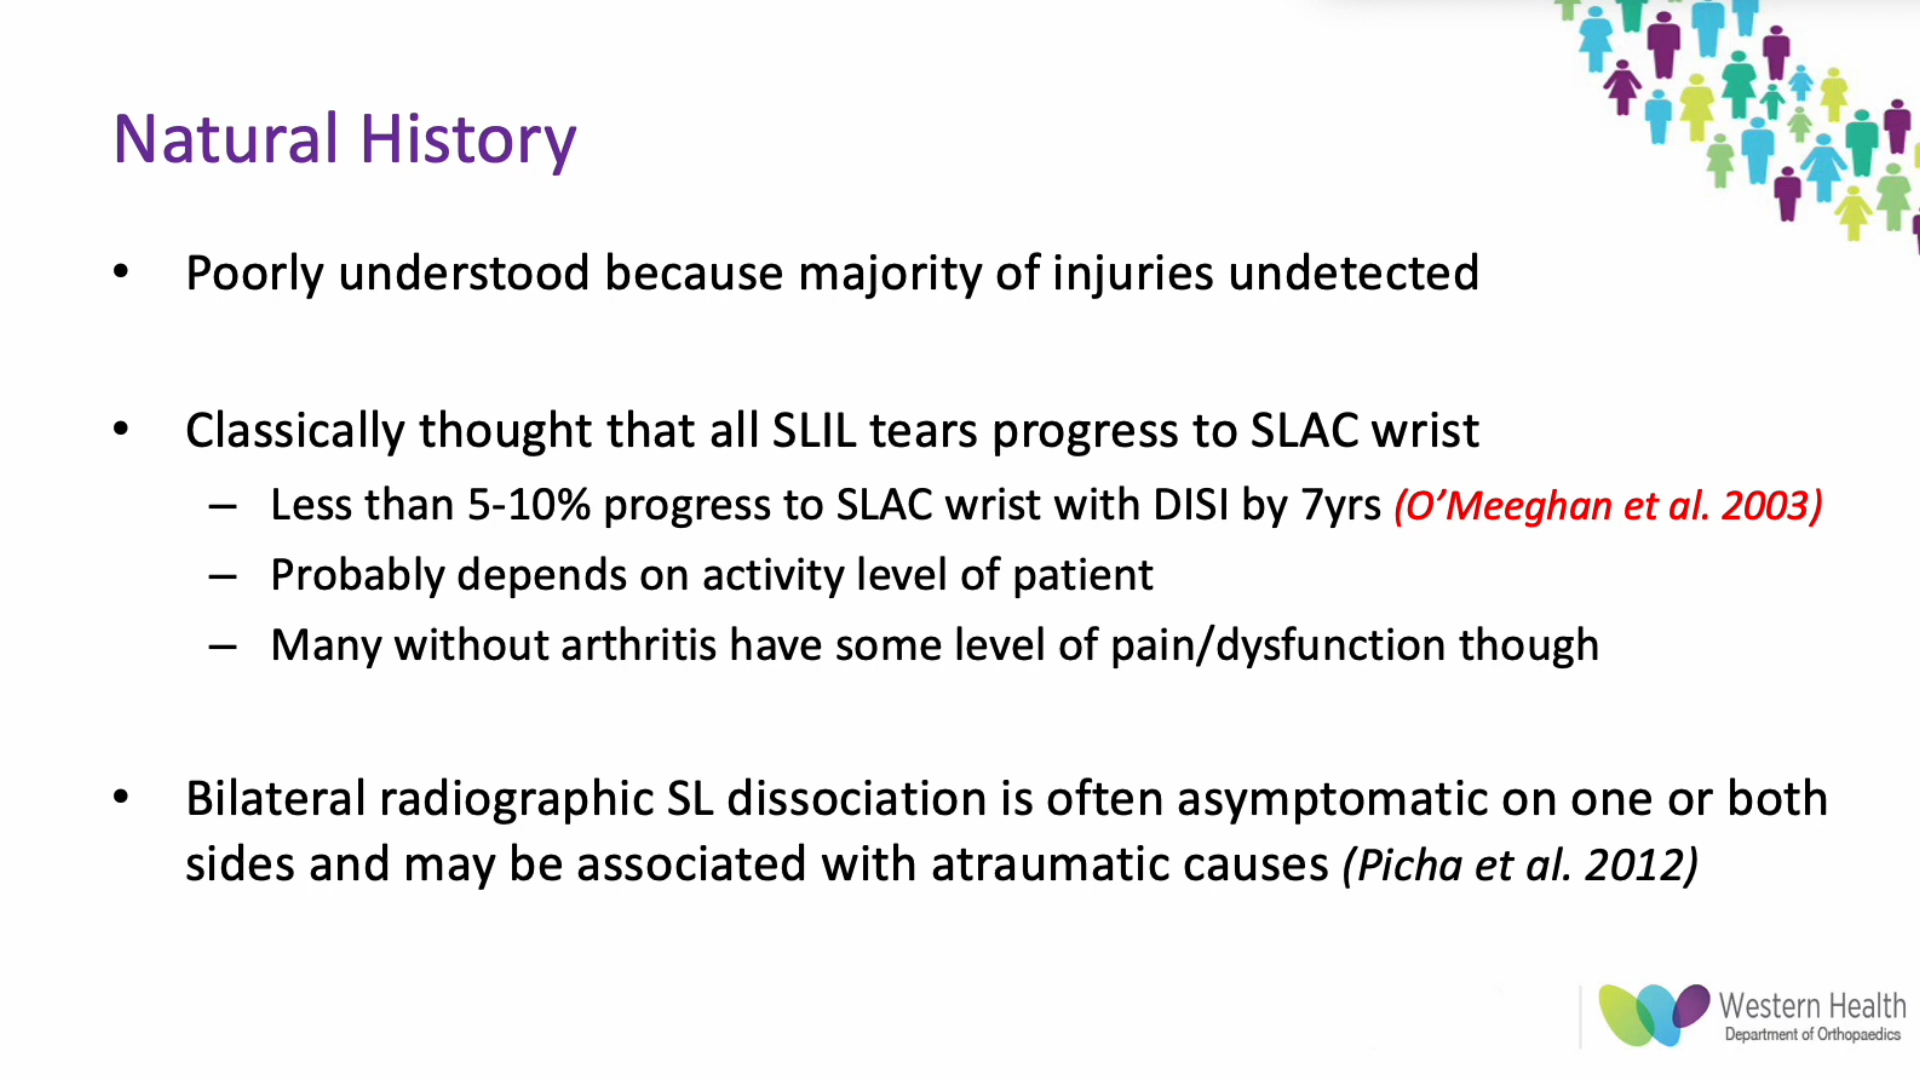 Natural History
• Poorly understood because majority of injuries undetected
• Classically thought that all SLIL tears progress to SLAC wrist
– Less than 5-10% progress to SLAC wrist with DISI by 7yrs (O’Meeghan et al. 2003)
– Probably depends on activity level of patient
– Many without arthritis have some level of pain/dysfunction though
• Bilateral radiographic SL dissociation is often asymptomatic on one or both
sides and may be associated with atraumatic causes (Picha et al. 2012)
Western Health
Department of Orthopaedics